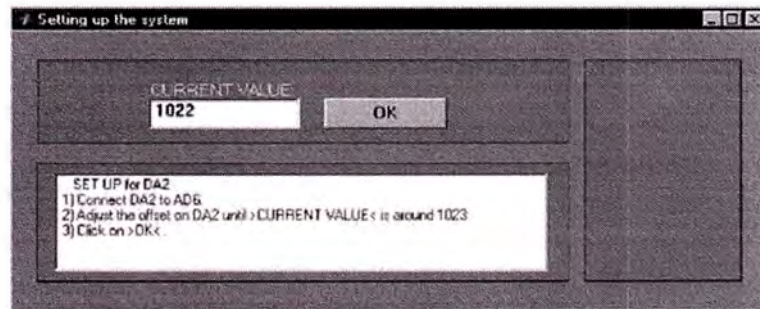 Setting up the system
CURRENT VALUE:
1022
OK
SET UP for DA2
1) Connect DA2 to AD6.
2) Adjust the offset on DA2 until >CURRENT VALUE< is around 1023
3) Click on >OK<.